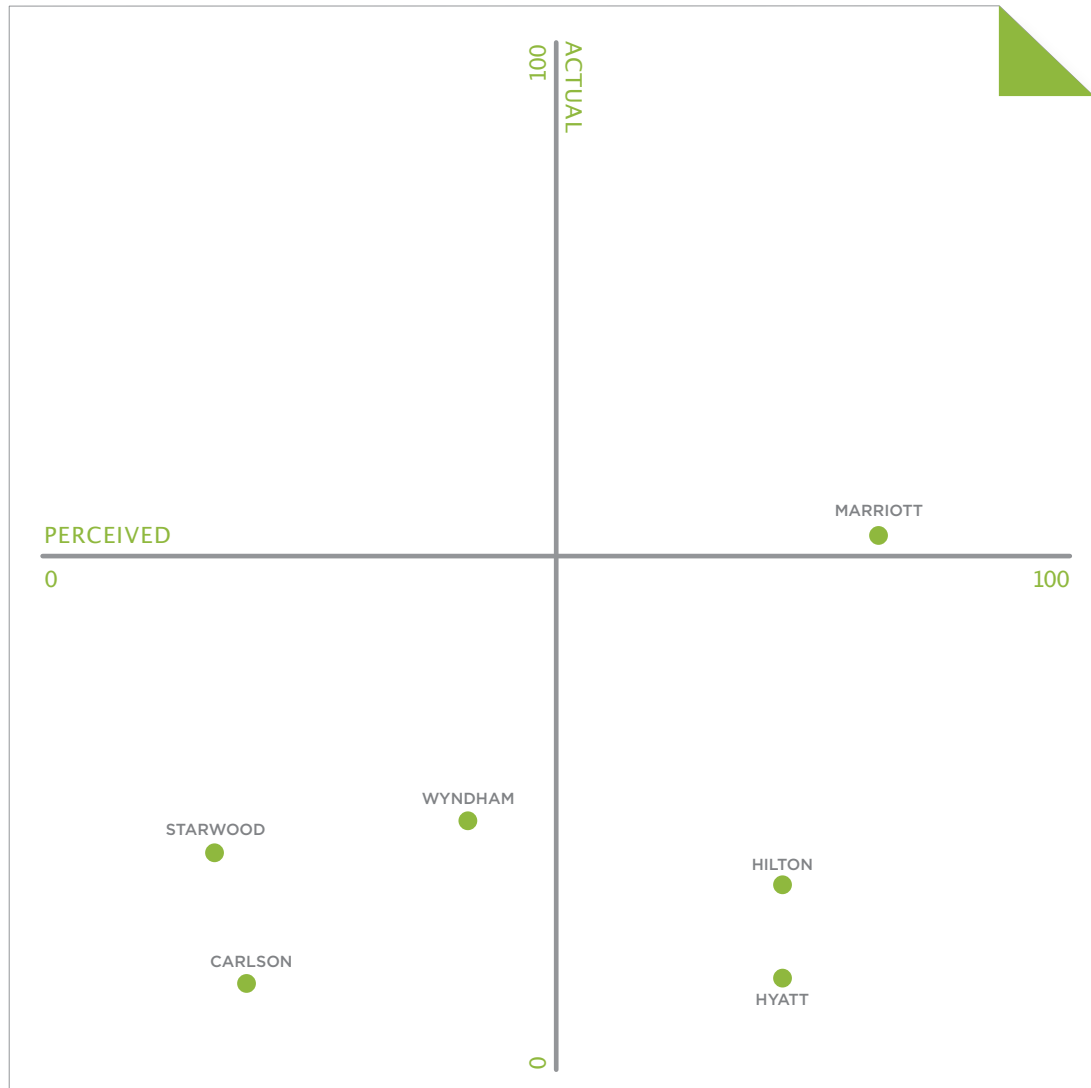 100
ACTUAL
MARRIOTT
PERCEIVED
0
100
WYNDHAM
STARWOOD
HILTON
CARLSON
HYATT
0